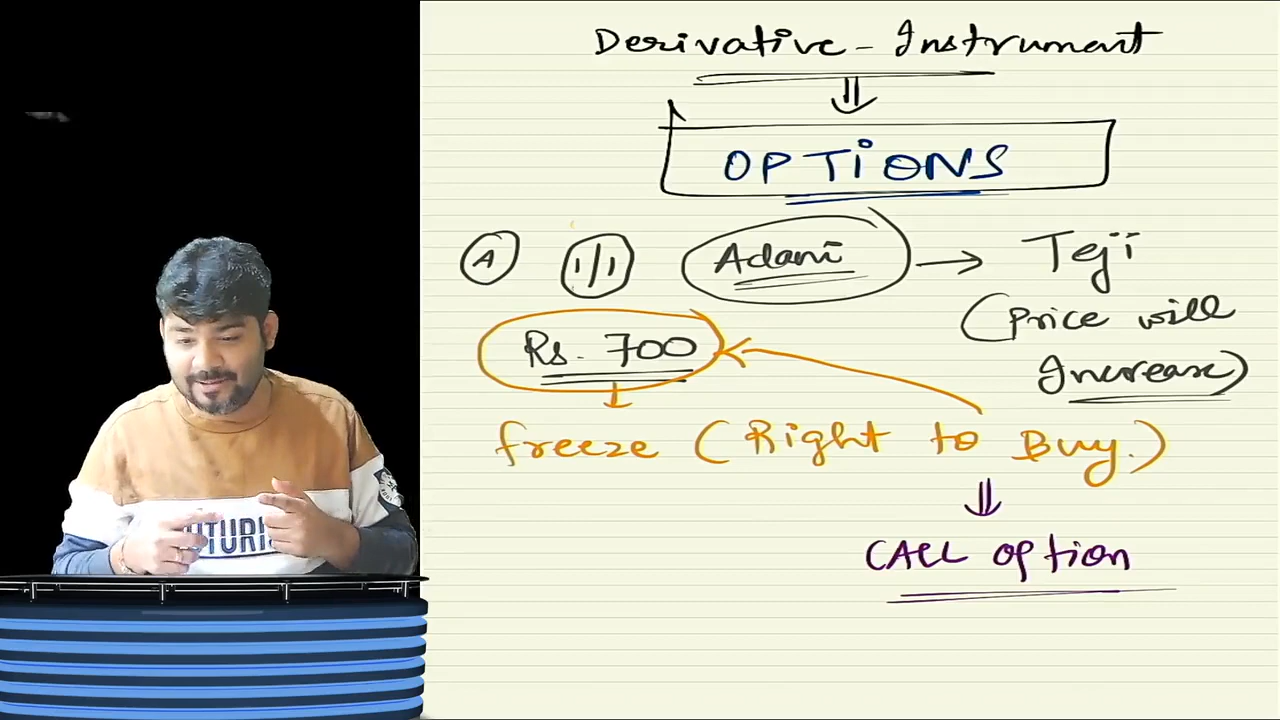 Derivative - Instrument
OPTIONS
A 1/1 Adani → Teji
(Price will
Increase)
Rs. 700
freeze (Right to Buy.)
CALL option